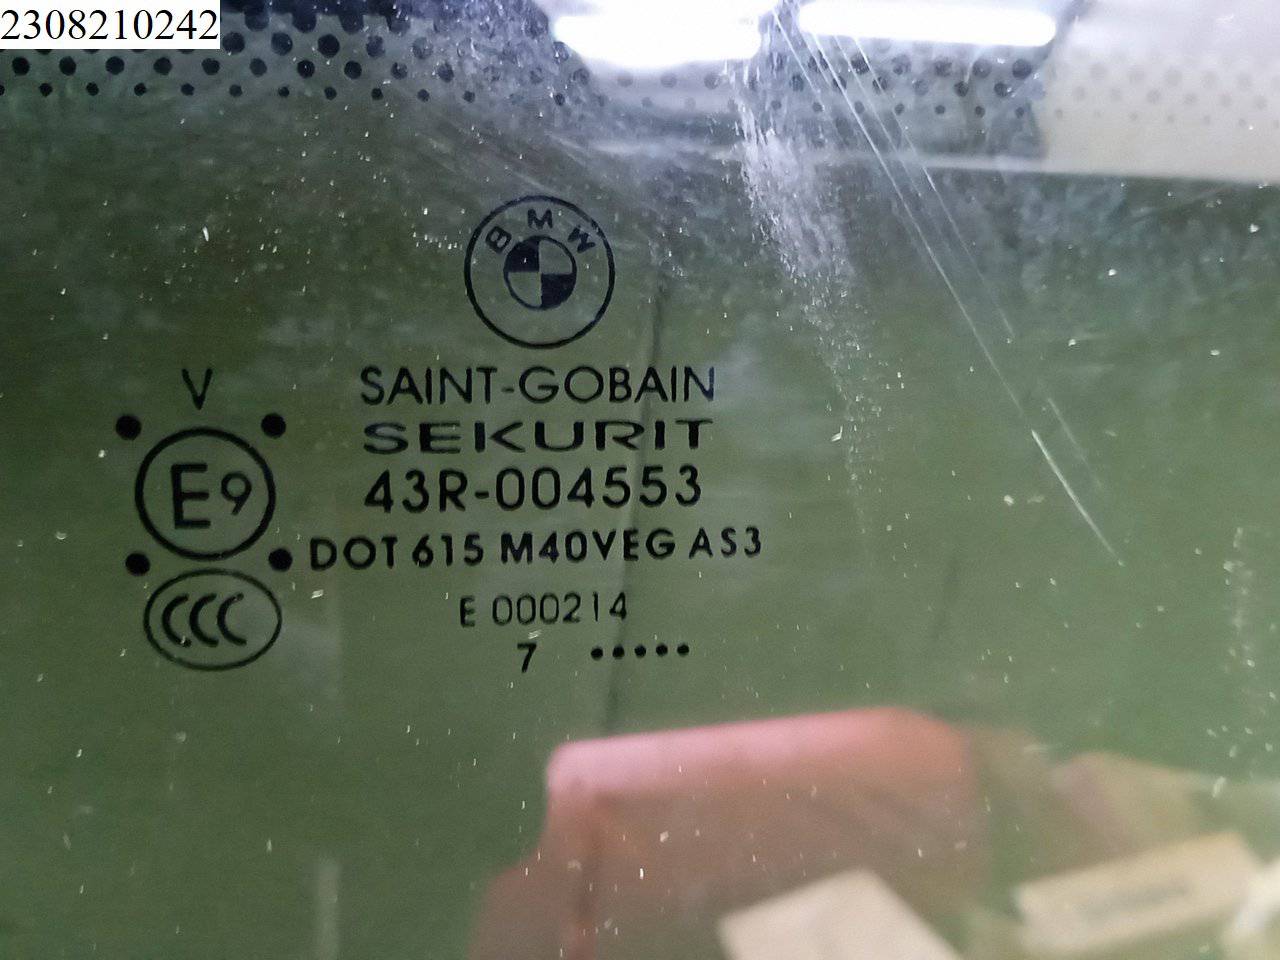 2308210242
BMW
V
SAINT-GOBAIN
SEKURIT
E9
43R-004553
DOT 615 M40VEG AS3
CCC
E 000214
7 •••••